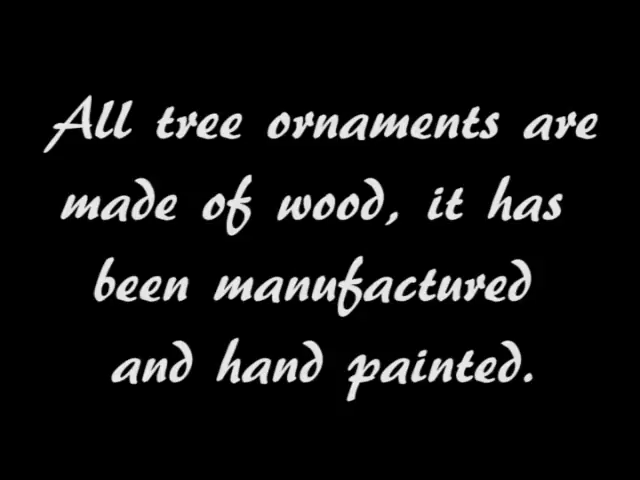 All tree ornaments are
made of wood, it has
been manufactured
and hand painted.